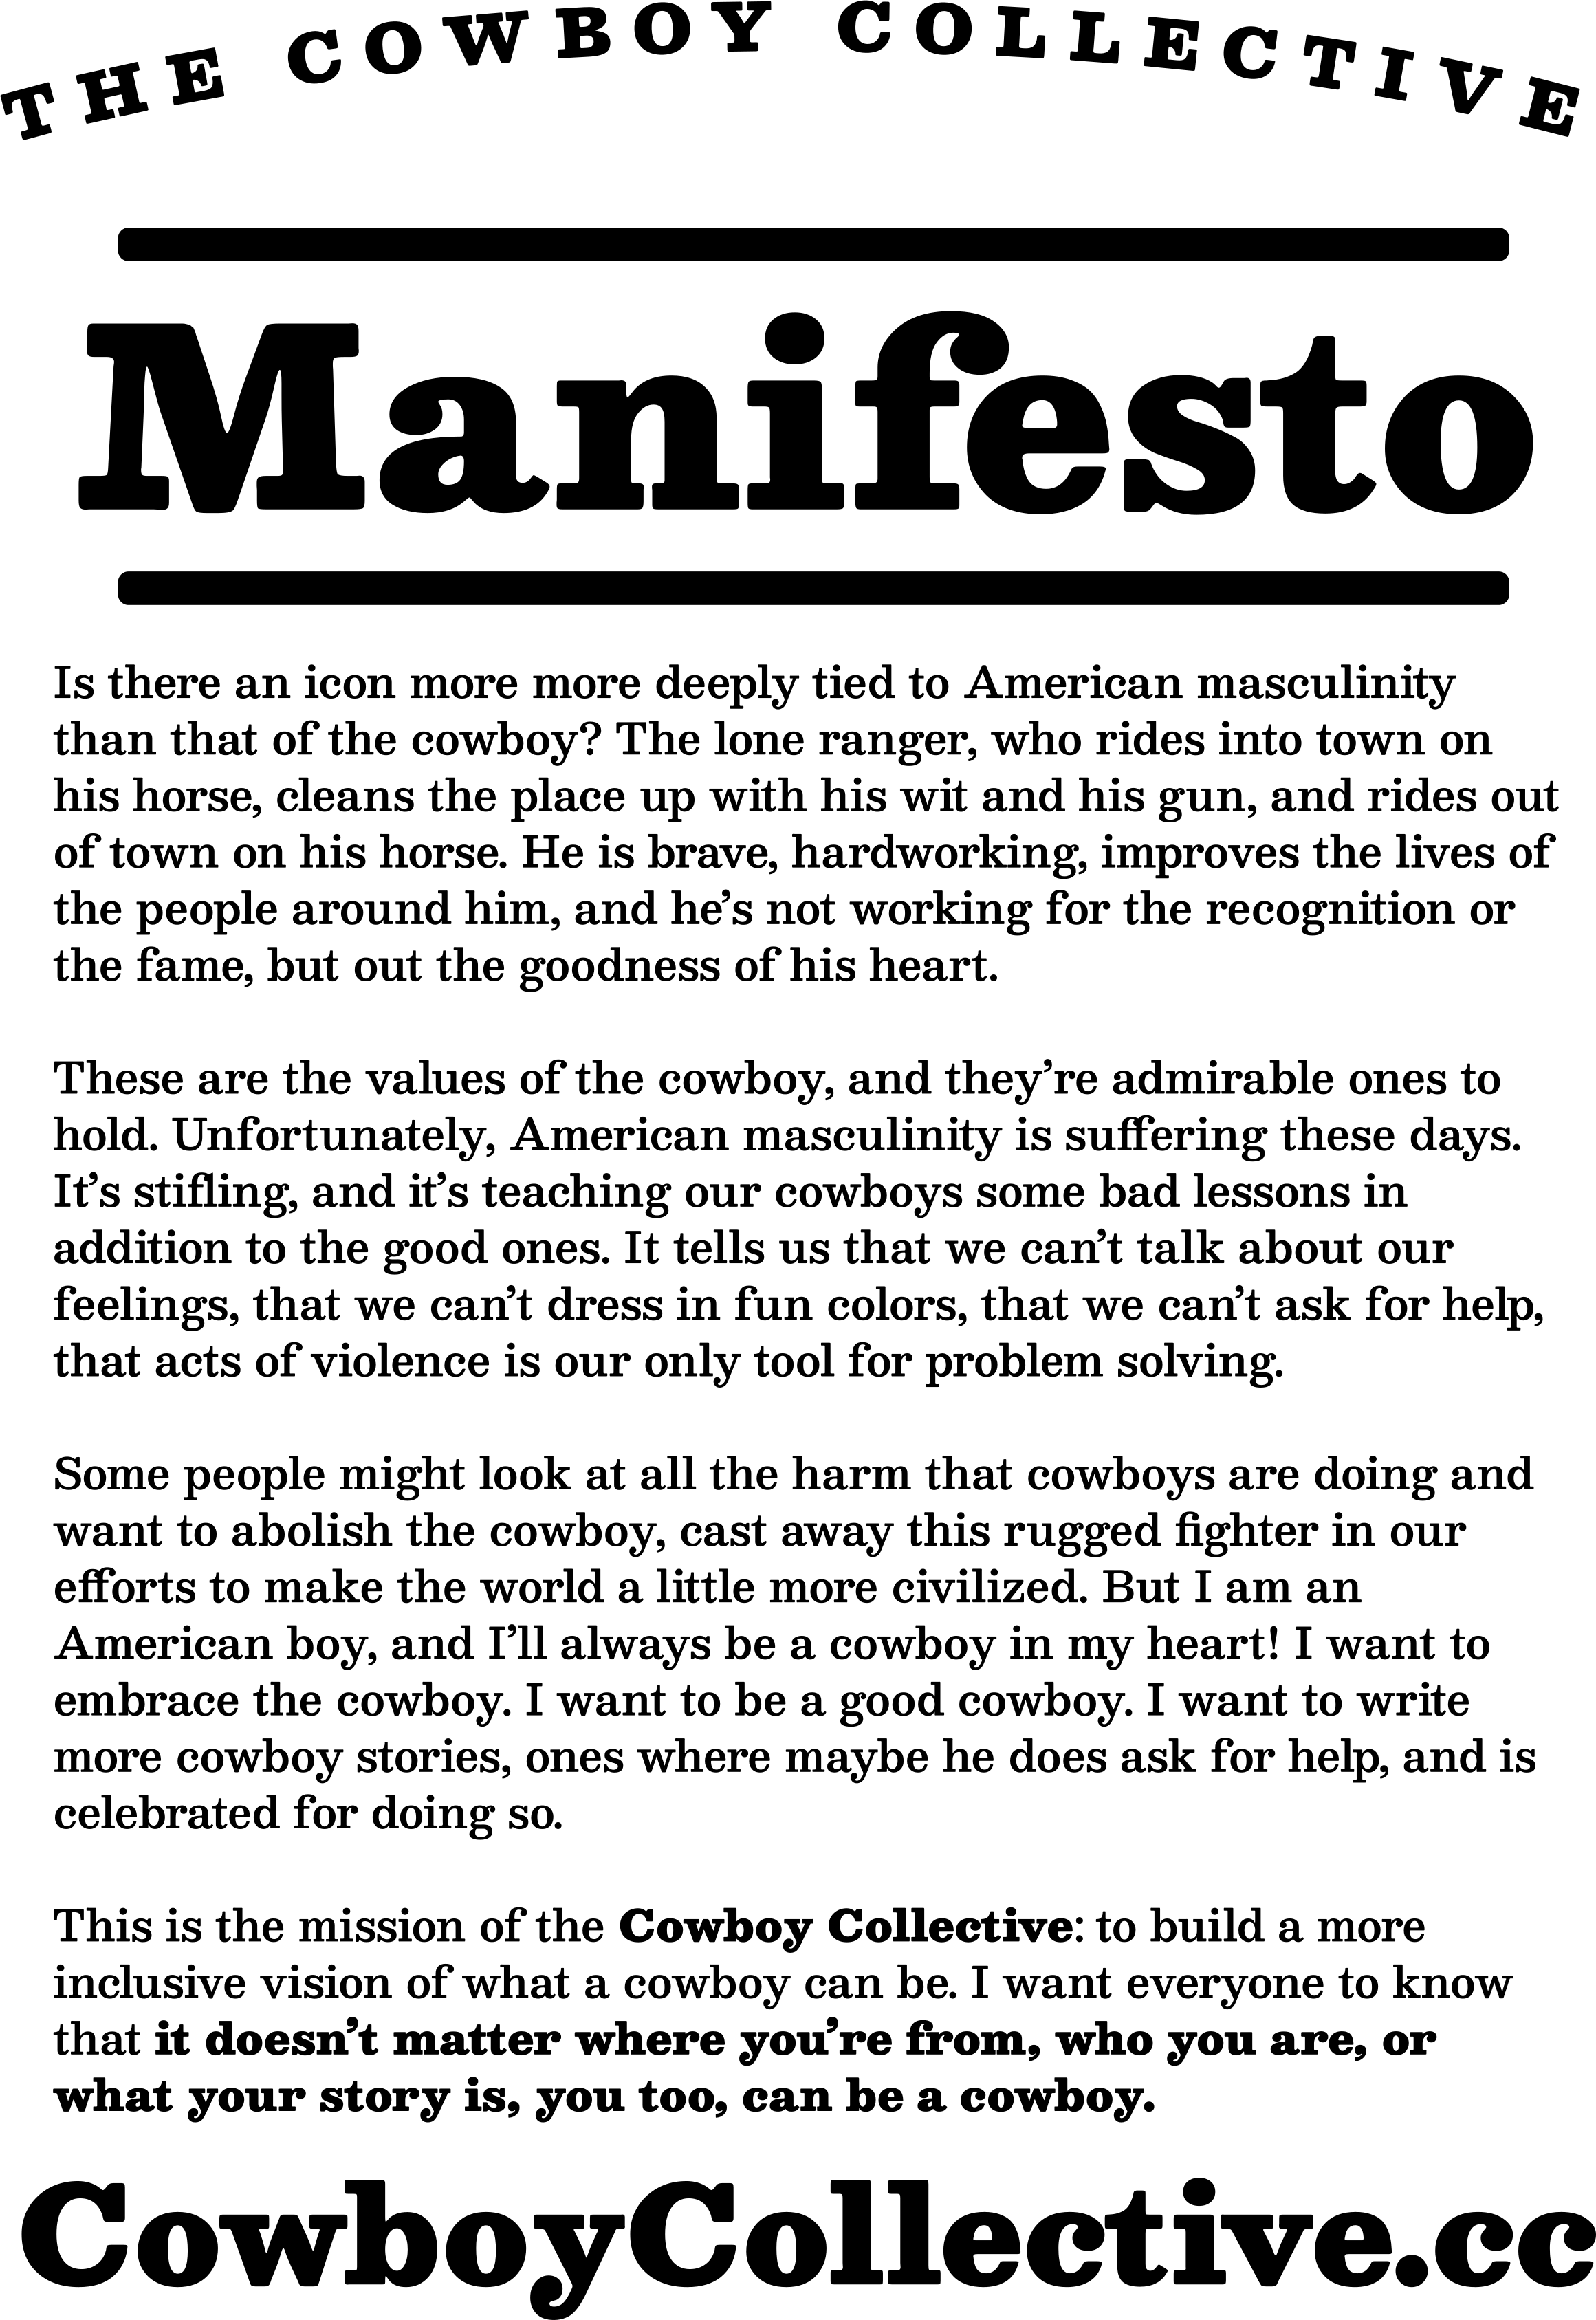 THE COWBOY COLLECTIVE
Manifesto
Is there an icon more more deeply tied to American masculinity
than that of the cowboy? The lone ranger, who rides into town on
his horse, cleans the place up with his wit and his gun, and rides out
of town on his horse. He is brave, hardworking, improves the lives of
the people around him, and he’s not working for the recognition or
the fame, but out the goodness of his heart.
These are the values of the cowboy, and they’re admirable ones to
hold. Unfortunately, American masculinity is suffering these days.
It’s stifling, and it’s teaching our cowboys some bad lessons in
addition to the good ones. It tells us that we can’t talk about our
feelings, that we can’t dress in fun colors, that we can’t ask for help,
that acts of violence is our only tool for problem solving.
Some people might look at all the harm that cowboys are doing and
want to abolish the cowboy, cast away this rugged fighter in our
efforts to make the world a little more civilized. But I am an
American boy, and I’ll always be a cowboy in my heart! I want to
embrace the cowboy. I want to be a good cowboy. I want to write
more cowboy stories, ones where maybe he does ask for help, and is
celebrated for doing so.
This is the mission of the Cowboy Collective: to build a more
inclusive vision of what a cowboy can be. I want everyone to know
that it doesn’t matter where you’re from, who you are, or
what your story is, you too, can be a cowboy.
CowboyCollective.cc